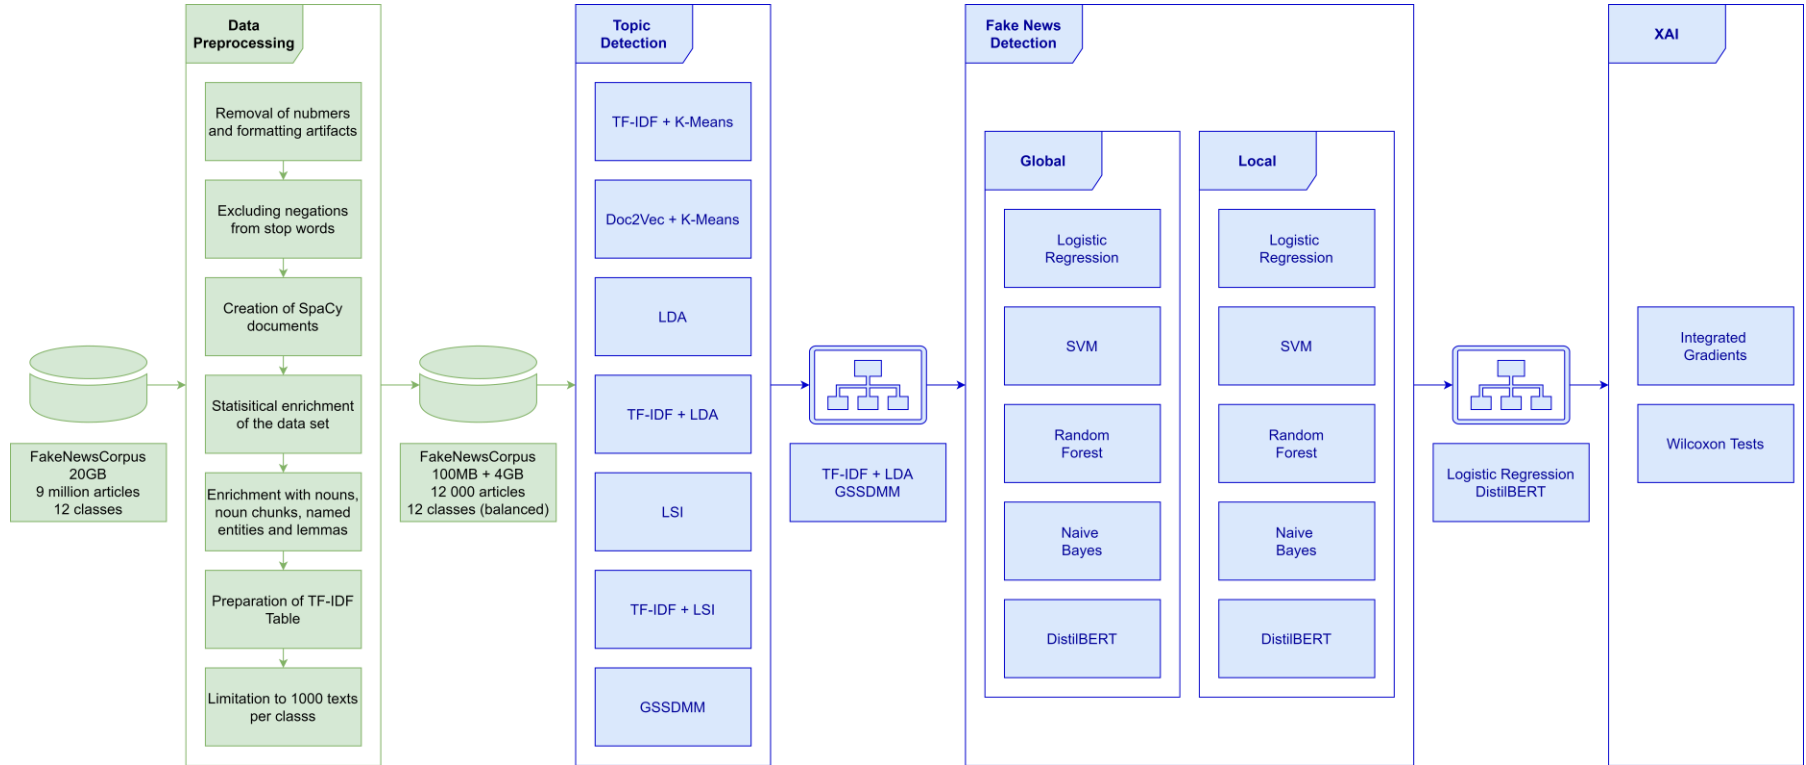 FakeNewsCorpus
20GB
9 million articles
12 classes
Data
Preprocessing
Removal of nubmers
and formatting artifacts
Excluding negations
from stop words
Creation of SpaCy
documents
Statisitical enrichment
of the data set
Enrichment with nouns,
noun chunks, named
entities and lemmas
Preparation of TF-IDF
Table
Limitation to 1000 texts
per classs
FakeNewsCorpus
100MB + 4GB
12 000 articles
12 classes (balanced)
Topic
Detection
TF-IDF + K-Means
Doc2Vec + K-Means
LDA
TF-IDF + LDA
LSI
TF-IDF + LSI
GSSDMM
TF-IDF + LDA
GSSDMM
Fake News
Detection
Global
Logistic
Regression
SVM
Random
Forest
Naive
Bayes
DistilBERT
Local
Logistic
Regression
SVM
Random
Forest
Naive
Bayes
DistilBERT
Logistic Regression
DistilBERT
XAI
Integrated
Gradients
Wilcoxon Tests